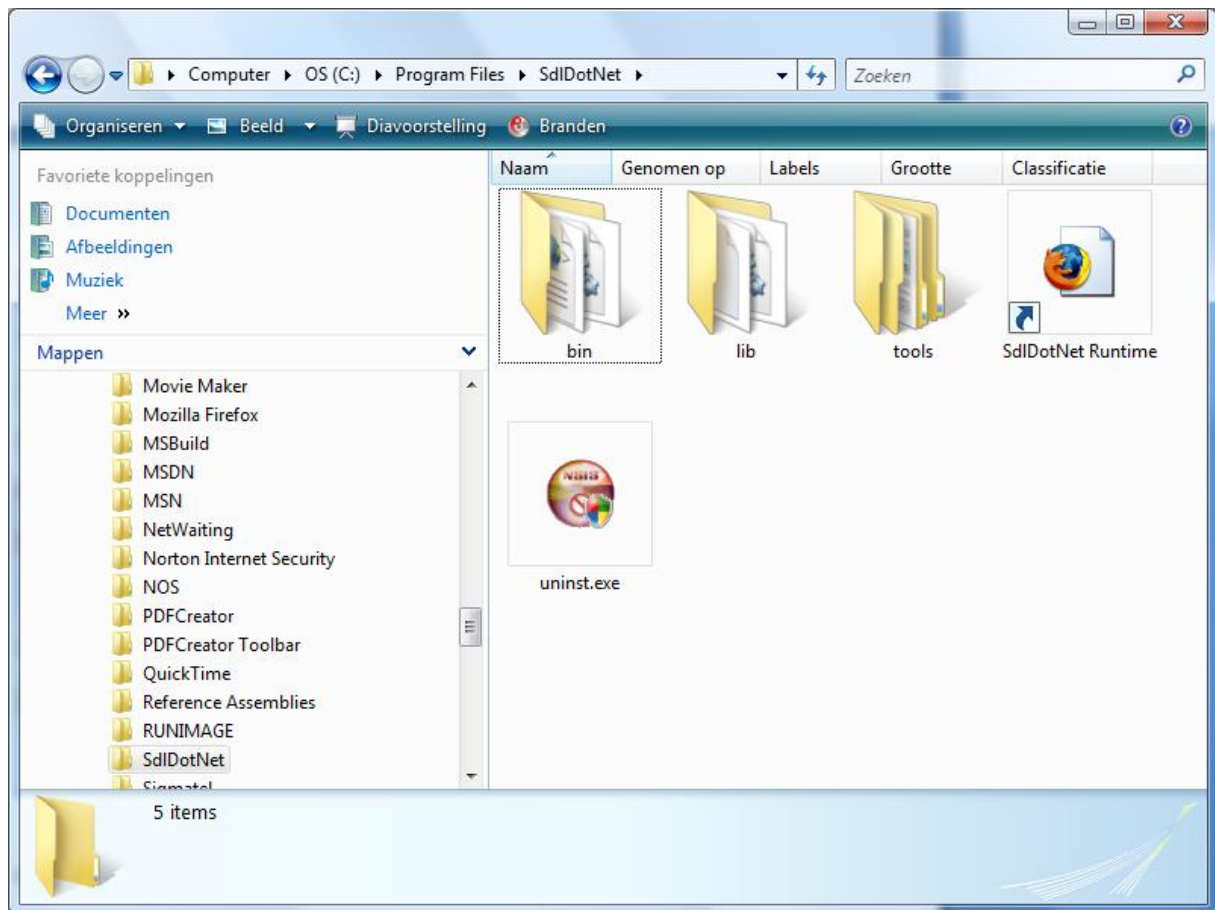 Computer OS (C:) Program Files SdlDotNet Zoeken
Organiseren Beeld Diavoorstelling Branden
Favoriete koppelingen
Documenten
Afbeeldingen
Muziek
Meer »
Mappen
Movie Maker
Mozilla Firefox
MSBuild
MSDN
MSN
NetWaiting
Norton Internet Security
NOS
PDFCreator
PDFCreator Toolbar
QuickTime
Reference Assemblies
RUNIMAGE
SdlDotNet
Sigmatel
Naam Genomen op Labels Grootte Classificatie
bin lib tools SdlDotNet Runtime
NSIS
uninst.exe
5 items